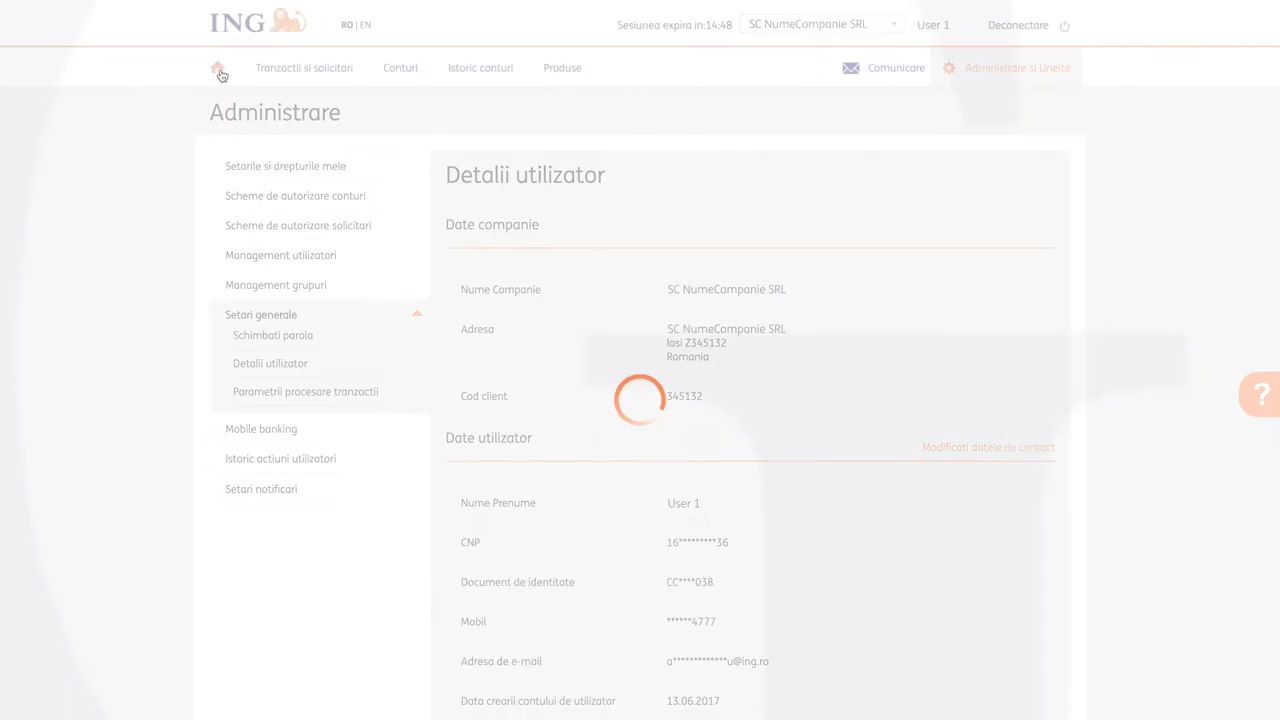 ING
RO | EN
Sesiunea expira in:14:48
SC NumeCompanie SRL
User 1
Deconectare
Tranzactii si solicitari
Conturi
Istoric conturi
Produse
Comunicare
Administrare si Unelte
Administrare
Setarile si drepturile mele
Scheme de autorizare conturi
Scheme de autorizare solicitari
Management utilizatori
Management grupuri
Setari generale
Schimbati parola
Detalii utilizator
Parametrii procesare tranzactii
Mobile banking
Istoric actiuni utilizatori
Setari notificari
Detalii utilizator
Date companie
Nume Companie
SC NumeCompanie SRL
Adresa
SC NumeCompanie SRL
Iasi Z345132
Romania
Cod client
345132
Date utilizator
Modificati datele de contact
Nume Prenume
User 1
CNP
16*********36
Document de identitate
CC****038
Mobil
******4777
Adresa de e-mail
a*************u@ing.ro
Data crearii contului de utilizator
13.06.2017
?